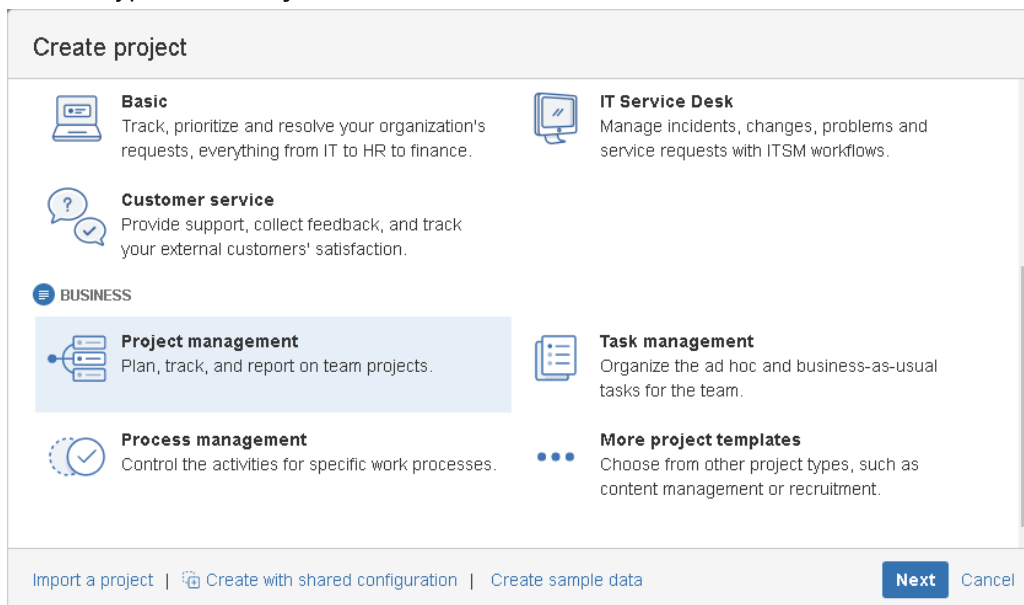 Create project
Basic
Track, prioritize and resolve your organization's
requests, everything from IT to HR to finance.
IT Service Desk
Manage incidents, changes, problems and
service requests with ITSM workflows.
Customer service
Provide support, collect feedback, and track
your external customers' satisfaction.
BUSINESS
Project management
Plan, track, and report on team projects.
Task management
Organize the ad hoc and business-as-usual
tasks for the team.
Process management
Control the activities for specific work processes.
More project templates
Choose from other project types, such as
content management or recruitment.
Import a project | Create with shared configuration | Create sample data
Next Cancel